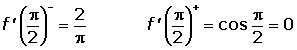 f'(π/2)⁻ = 2/π f'(π/2)⁺ = cos π/2 = 0